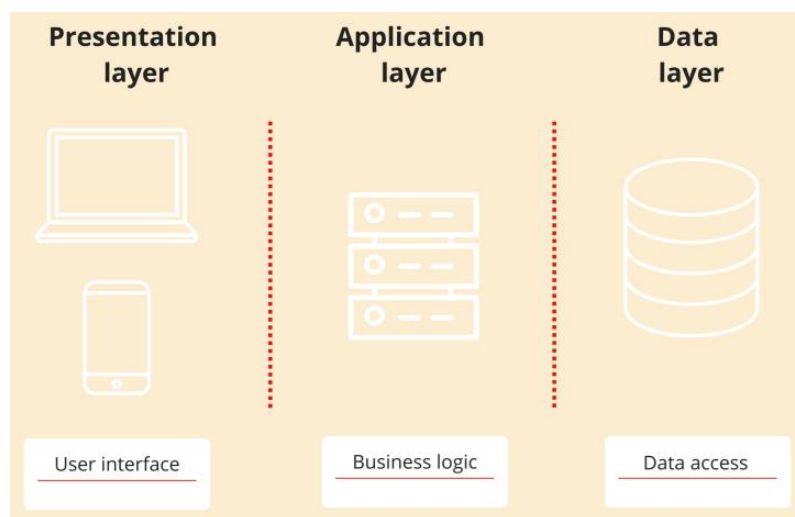 Presentation
layer
Application
layer
Data
layer
User interface
Business logic
Data access